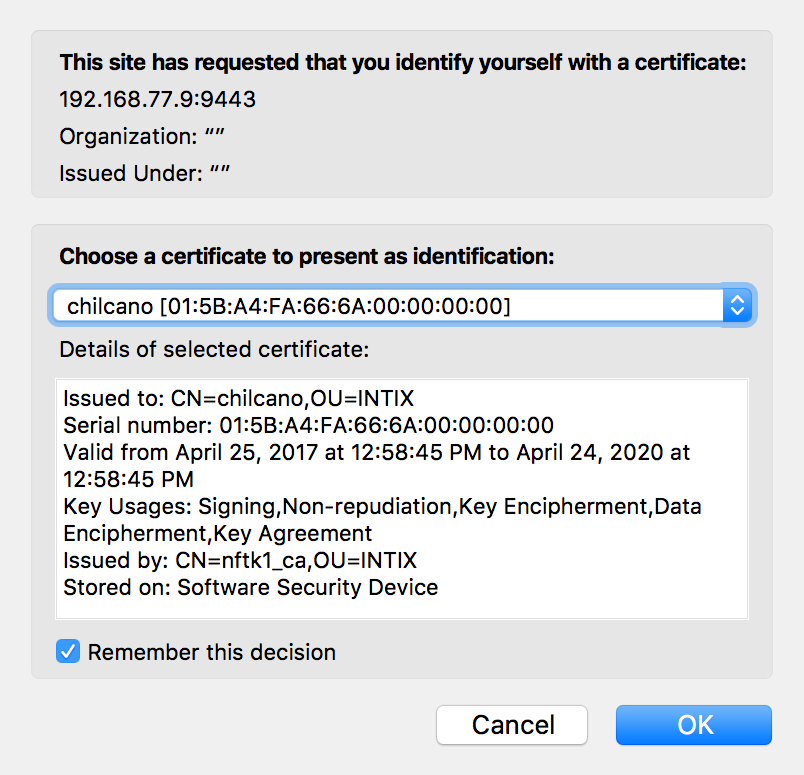 This site has requested that you identify yourself with a certificate:
192.168.77.9:9443
Organization: “”
Issued Under: “”
Choose a certificate to present as identification:
chilcano [01:5B:A4:FA:66:6A:00:00:00:00]
Details of selected certificate:
Issued to: CN=chilcano,OU=INTIX
Serial number: 01:5B:A4:FA:66:6A:00:00:00:00
Valid from April 25, 2017 at 12:58:45 PM to April 24, 2020 at
12:58:45 PM
Key Usages: Signing,Non-repudiation,Key Encipherment,Data
Encipherment,Key Agreement
Issued by: CN=nftk1_ca,OU=INTIX
Stored on: Software Security Device
Remember this decision
Cancel
OK